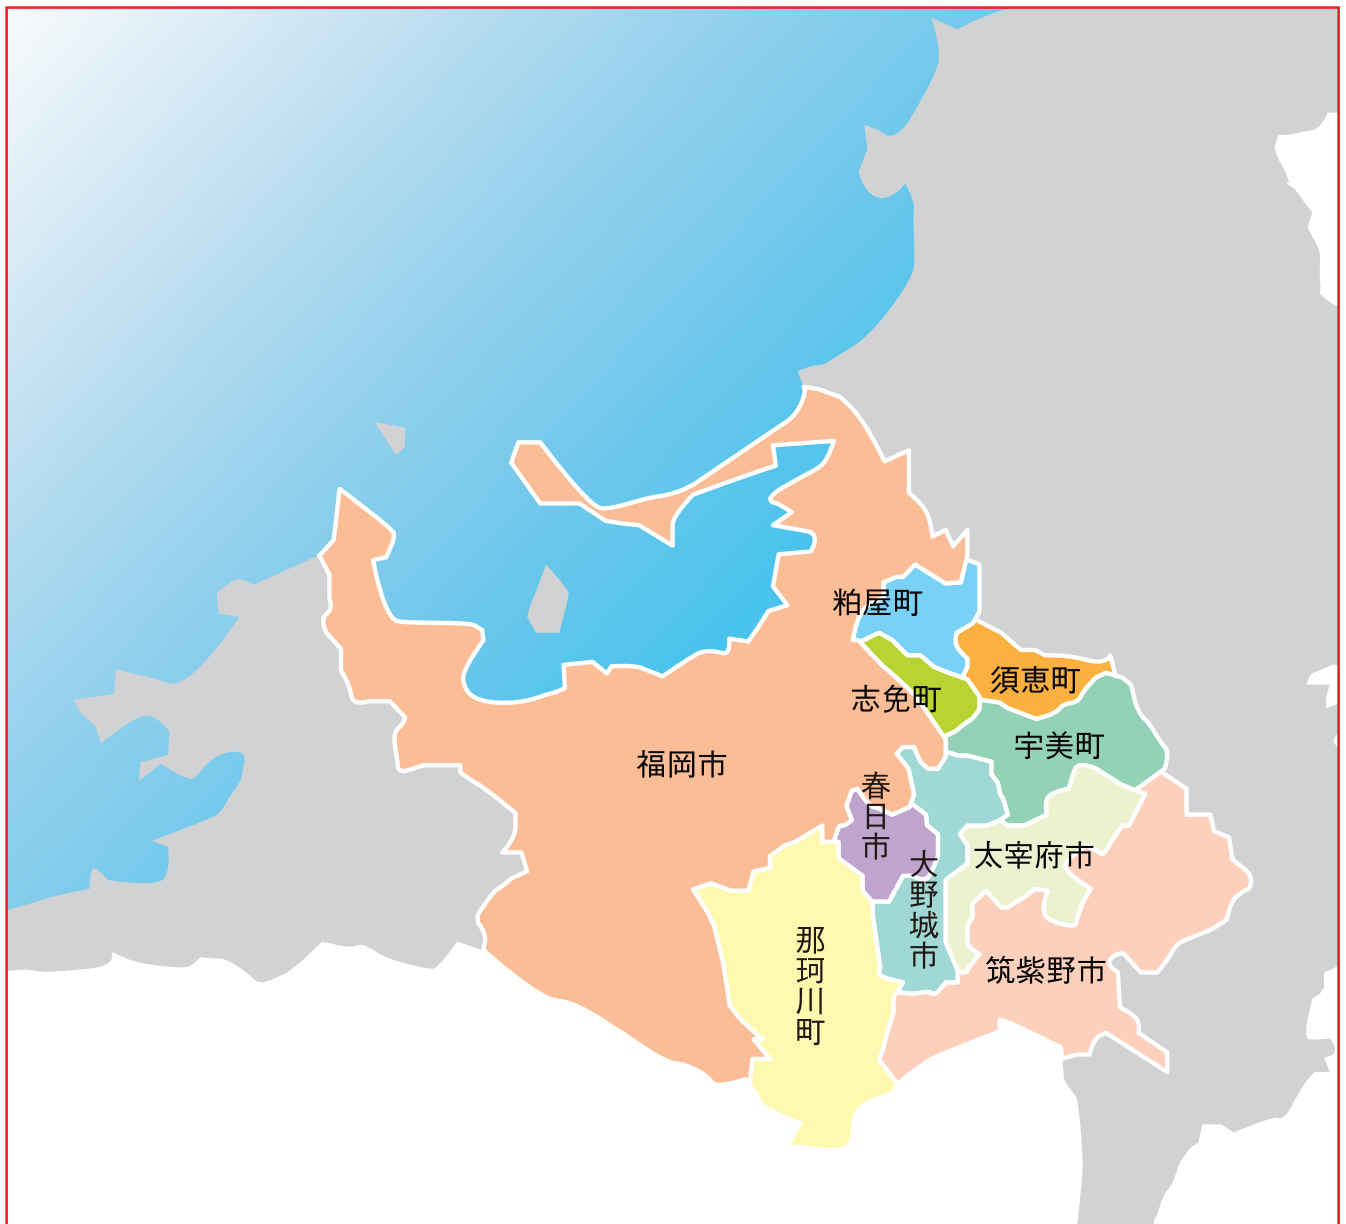 粕屋町
須恵町
志免町
宇美町
福岡市
春日市
大野城市
太宰府市
那珂川町
筑紫野市